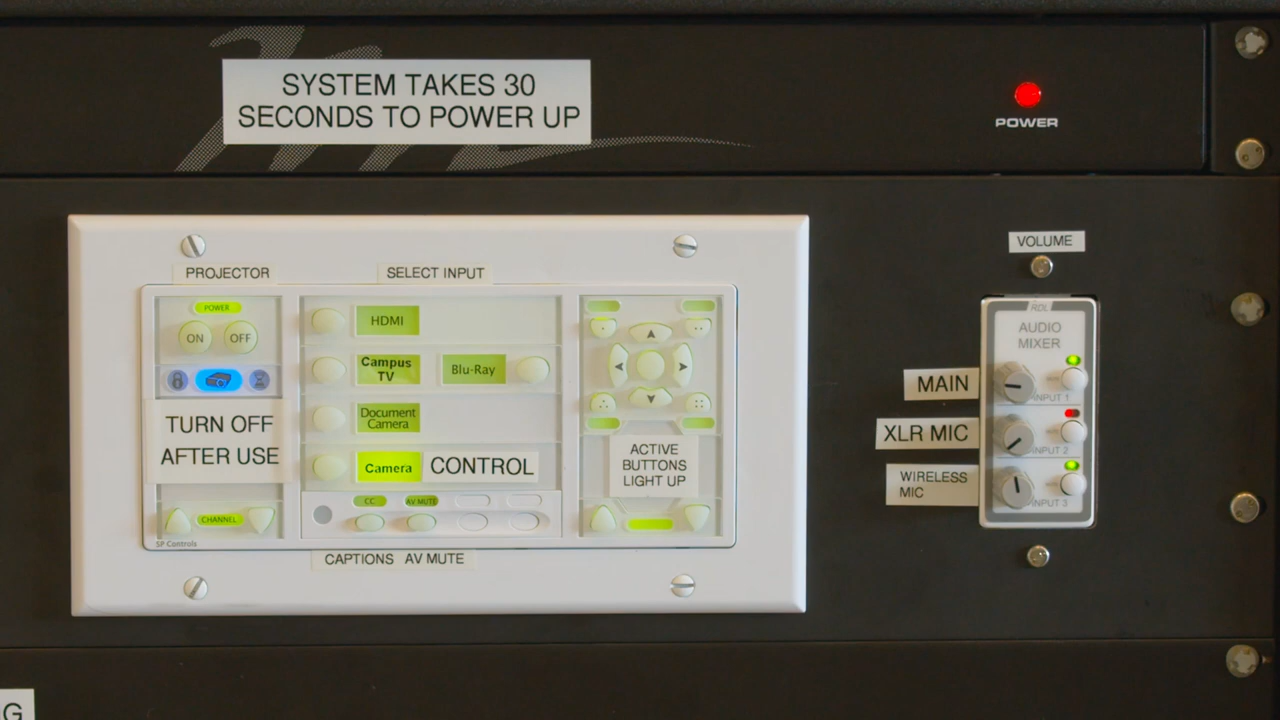 SYSTEM TAKES 30
SECONDS TO POWER UP
POWER
VOLUME
PROJECTOR
SELECT INPUT
POWER
ON OFF
TURN OFF
AFTER USE
CHANNEL
SP Controls
HDMI
Campus
TV
Blu-Ray
Document
Camera
Camera
CONTROL
CC AV MUTE
CAPTIONS AV MUTE
ACTIVE
BUTTONS
LIGHT UP
RDL
AUDIO
MIXER
MAIN
INPUT 1
XLR MIC
INPUT 2
WIRELESS
MIC
INPUT 3
G